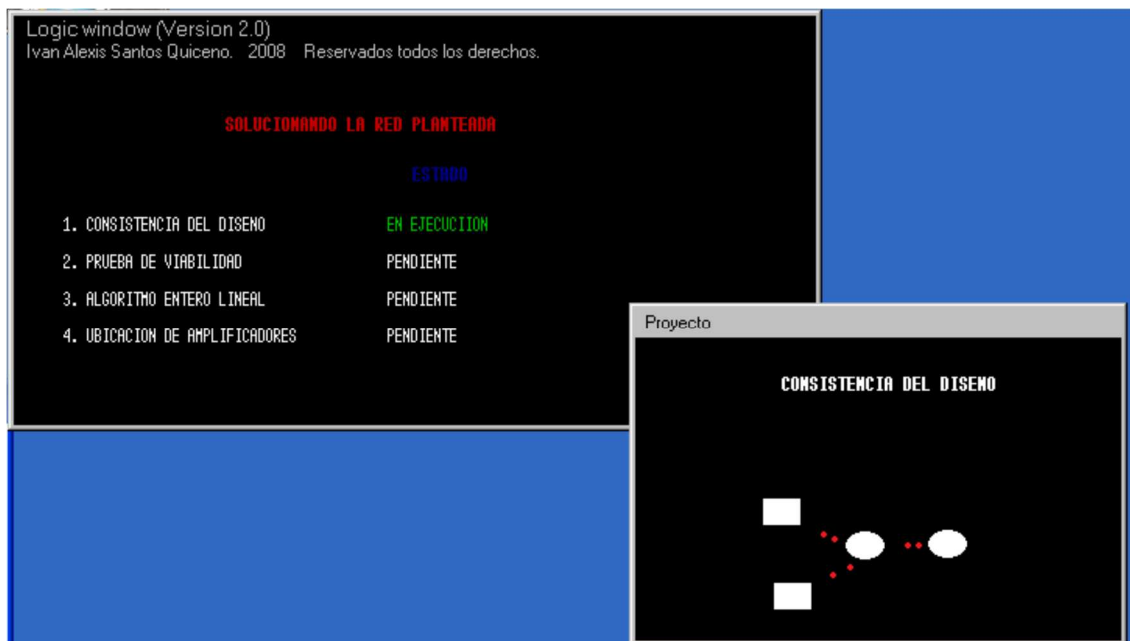 Logic window (Version 2.0)
Ivan Alexis Santos Quiceno. 2008 Reservados todos los derechos.
SOLUCIONANDO LA RED PLANTEADA
ESTADO
1. CONSISTENCIA DEL DISENO EN EJECUCIION
2. PRUEBA DE VIABILIDAD PENDIENTE
3. ALGORITMO ENTERO LINEAL PENDIENTE
4. UBICACION DE AMPLIFICADORES PENDIENTE
Proyecto
CONSISTENCIA DEL DISENO